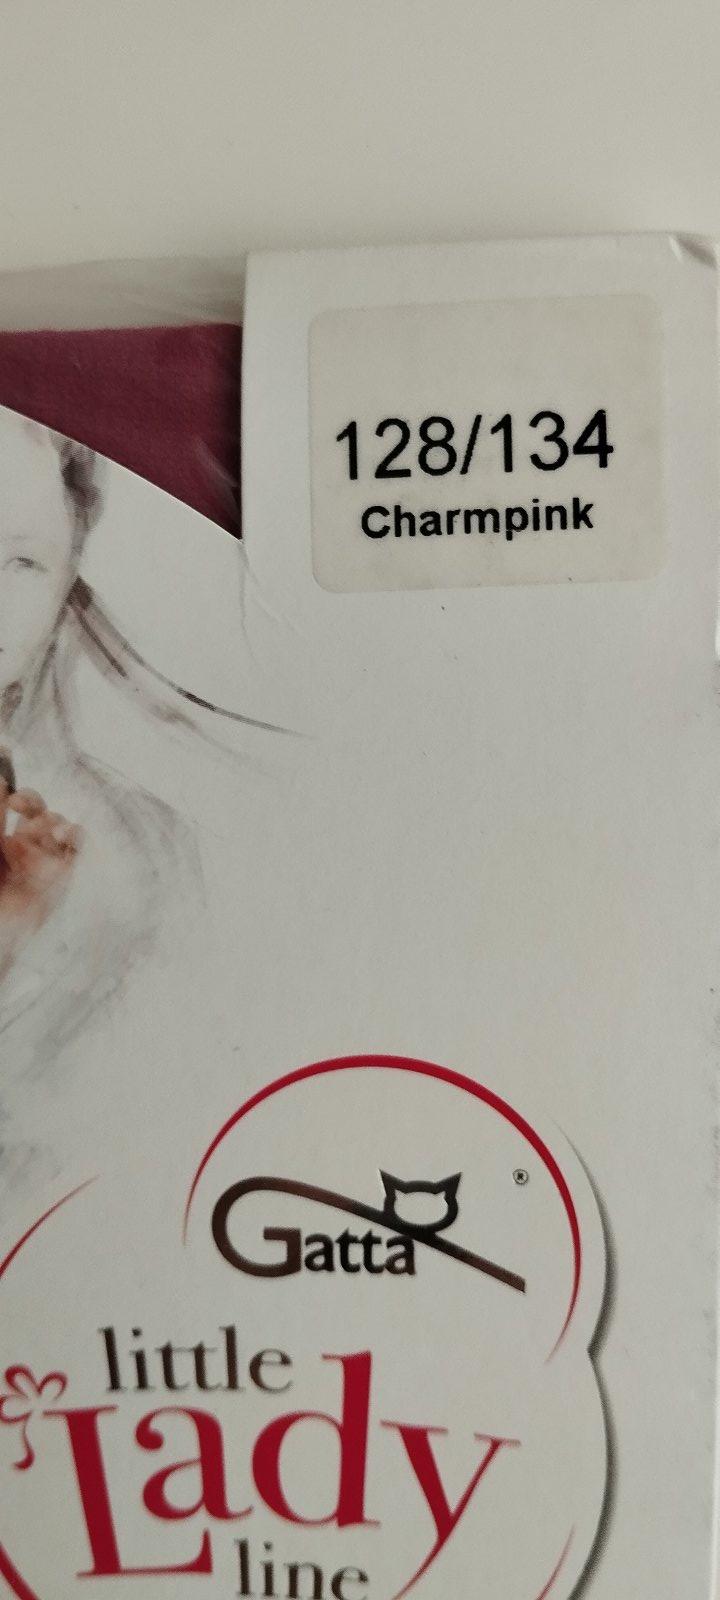 128/134
Charmpink
Gatta ®
little
Lady
line